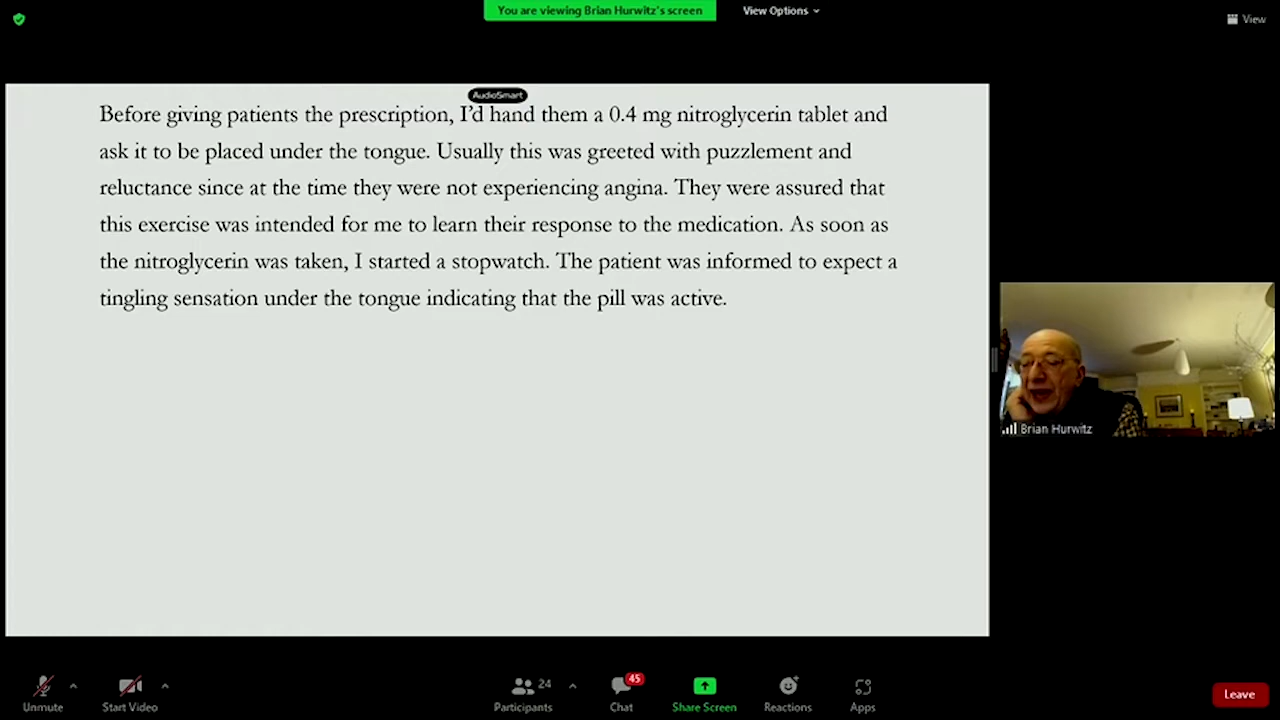 You are viewing Brian Hurwitz's screen
View Options
View
AudioSmart
Before giving patients the prescription, I'd hand them a 0.4 mg nitroglycerin tablet and
ask it to be placed under the tongue. Usually this was greeted with puzzlement and
reluctance since at the time they were not experiencing angina. They were assured that
this exercise was intended for me to learn their response to the medication. As soon as
the nitroglycerin was taken, I started a stopwatch. The patient was informed to expect a
tingling sensation under the tongue indicating that the pill was active.
Brian Hurwitz
Unmute
Start Video
24
Participants
45
Chat
Share Screen
Reactions
Apps
Leave